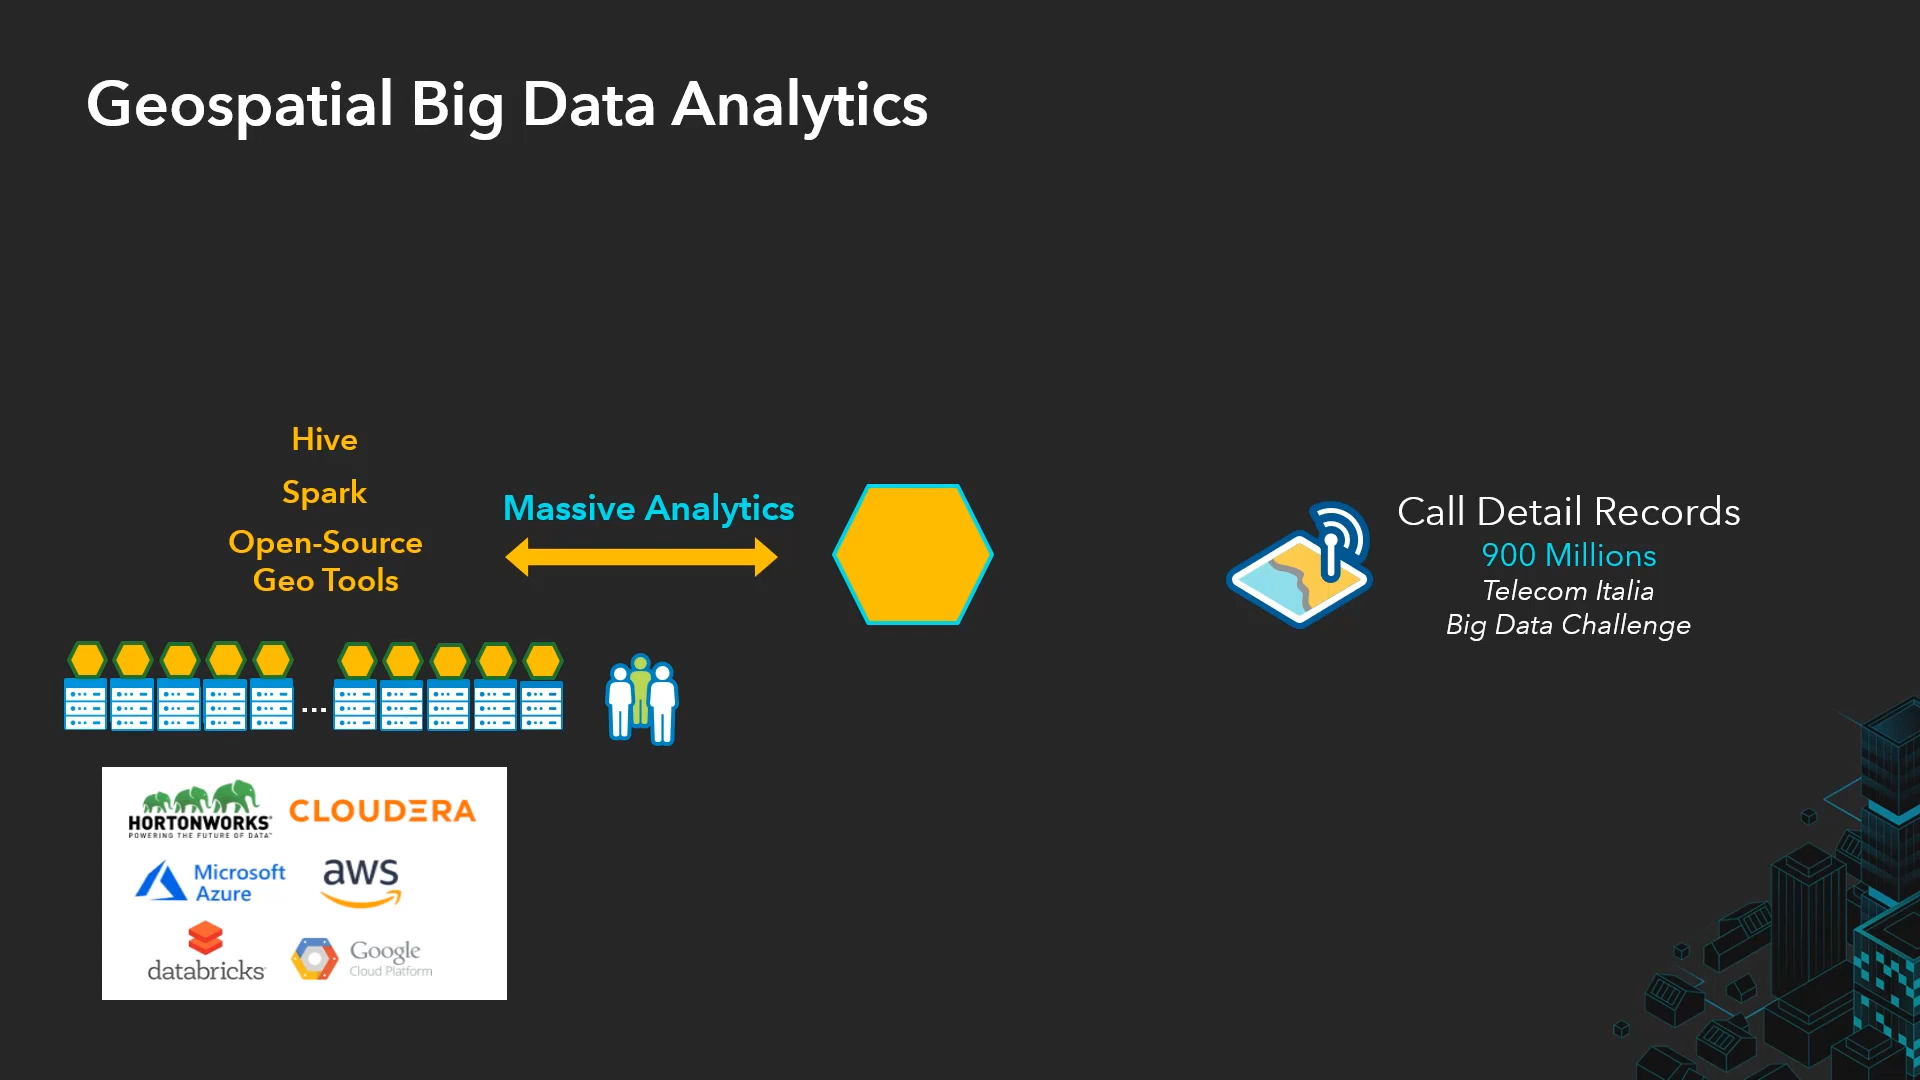 Geospatial Big Data Analytics
Hive
Spark
Open-Source
Geo Tools
Massive Analytics
Call Detail Records
900 Millions
Telecom Italia
Big Data Challenge
...
HORTONWORKS
POWERING THE FUTURE OF DATA
CLOUDERA
Microsoft
Azure
aws
databricks
Google
Cloud Platform